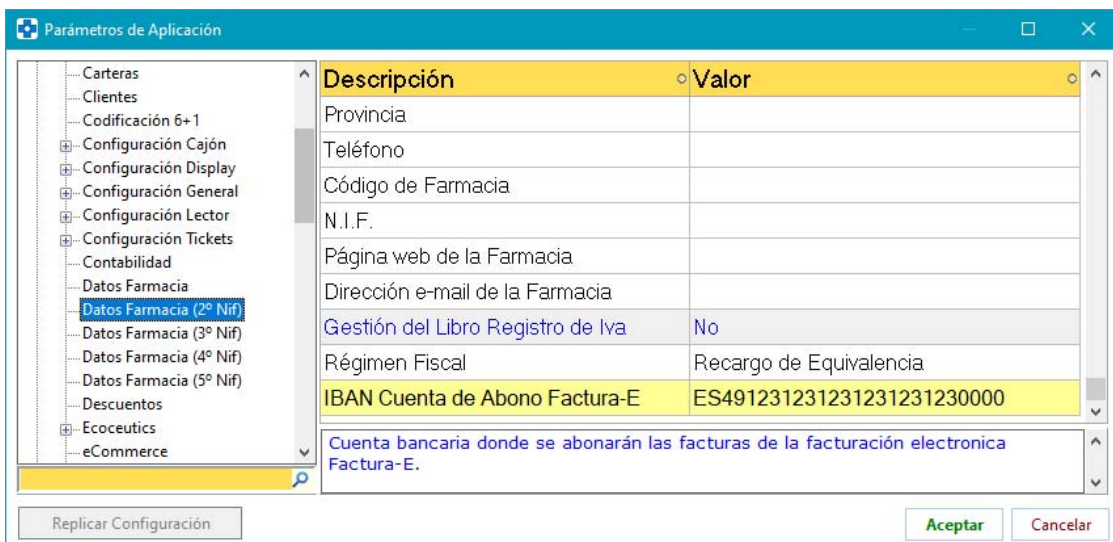 Parámetros de Aplicación
Carteras
Clientes
Codificación 6+1
Configuración Cajón
Configuración Display
Configuración General
Configuración Lector
Configuración Tickets
Contabilidad
Datos Farmacia
Datos Farmacia (2º Nif)
Datos Farmacia (3º Nif)
Datos Farmacia (4º Nif)
Datos Farmacia (5º Nif)
Descuentos
Ecoceutics
eCommerce
Descripción Valor
Provincia
Teléfono
Código de Farmacia
N.I.F.
Página web de la Farmacia
Dirección e-mail de la Farmacia
Gestión del Libro Registro de Iva No
Régimen Fiscal Recargo de Equivalencia
IBAN Cuenta de Abono Factura-E ES491231231231231231230000
Cuenta bancaria donde se abonarán las facturas de la facturación electronica
Factura-E.
Replicar Configuración
Aceptar
Cancelar